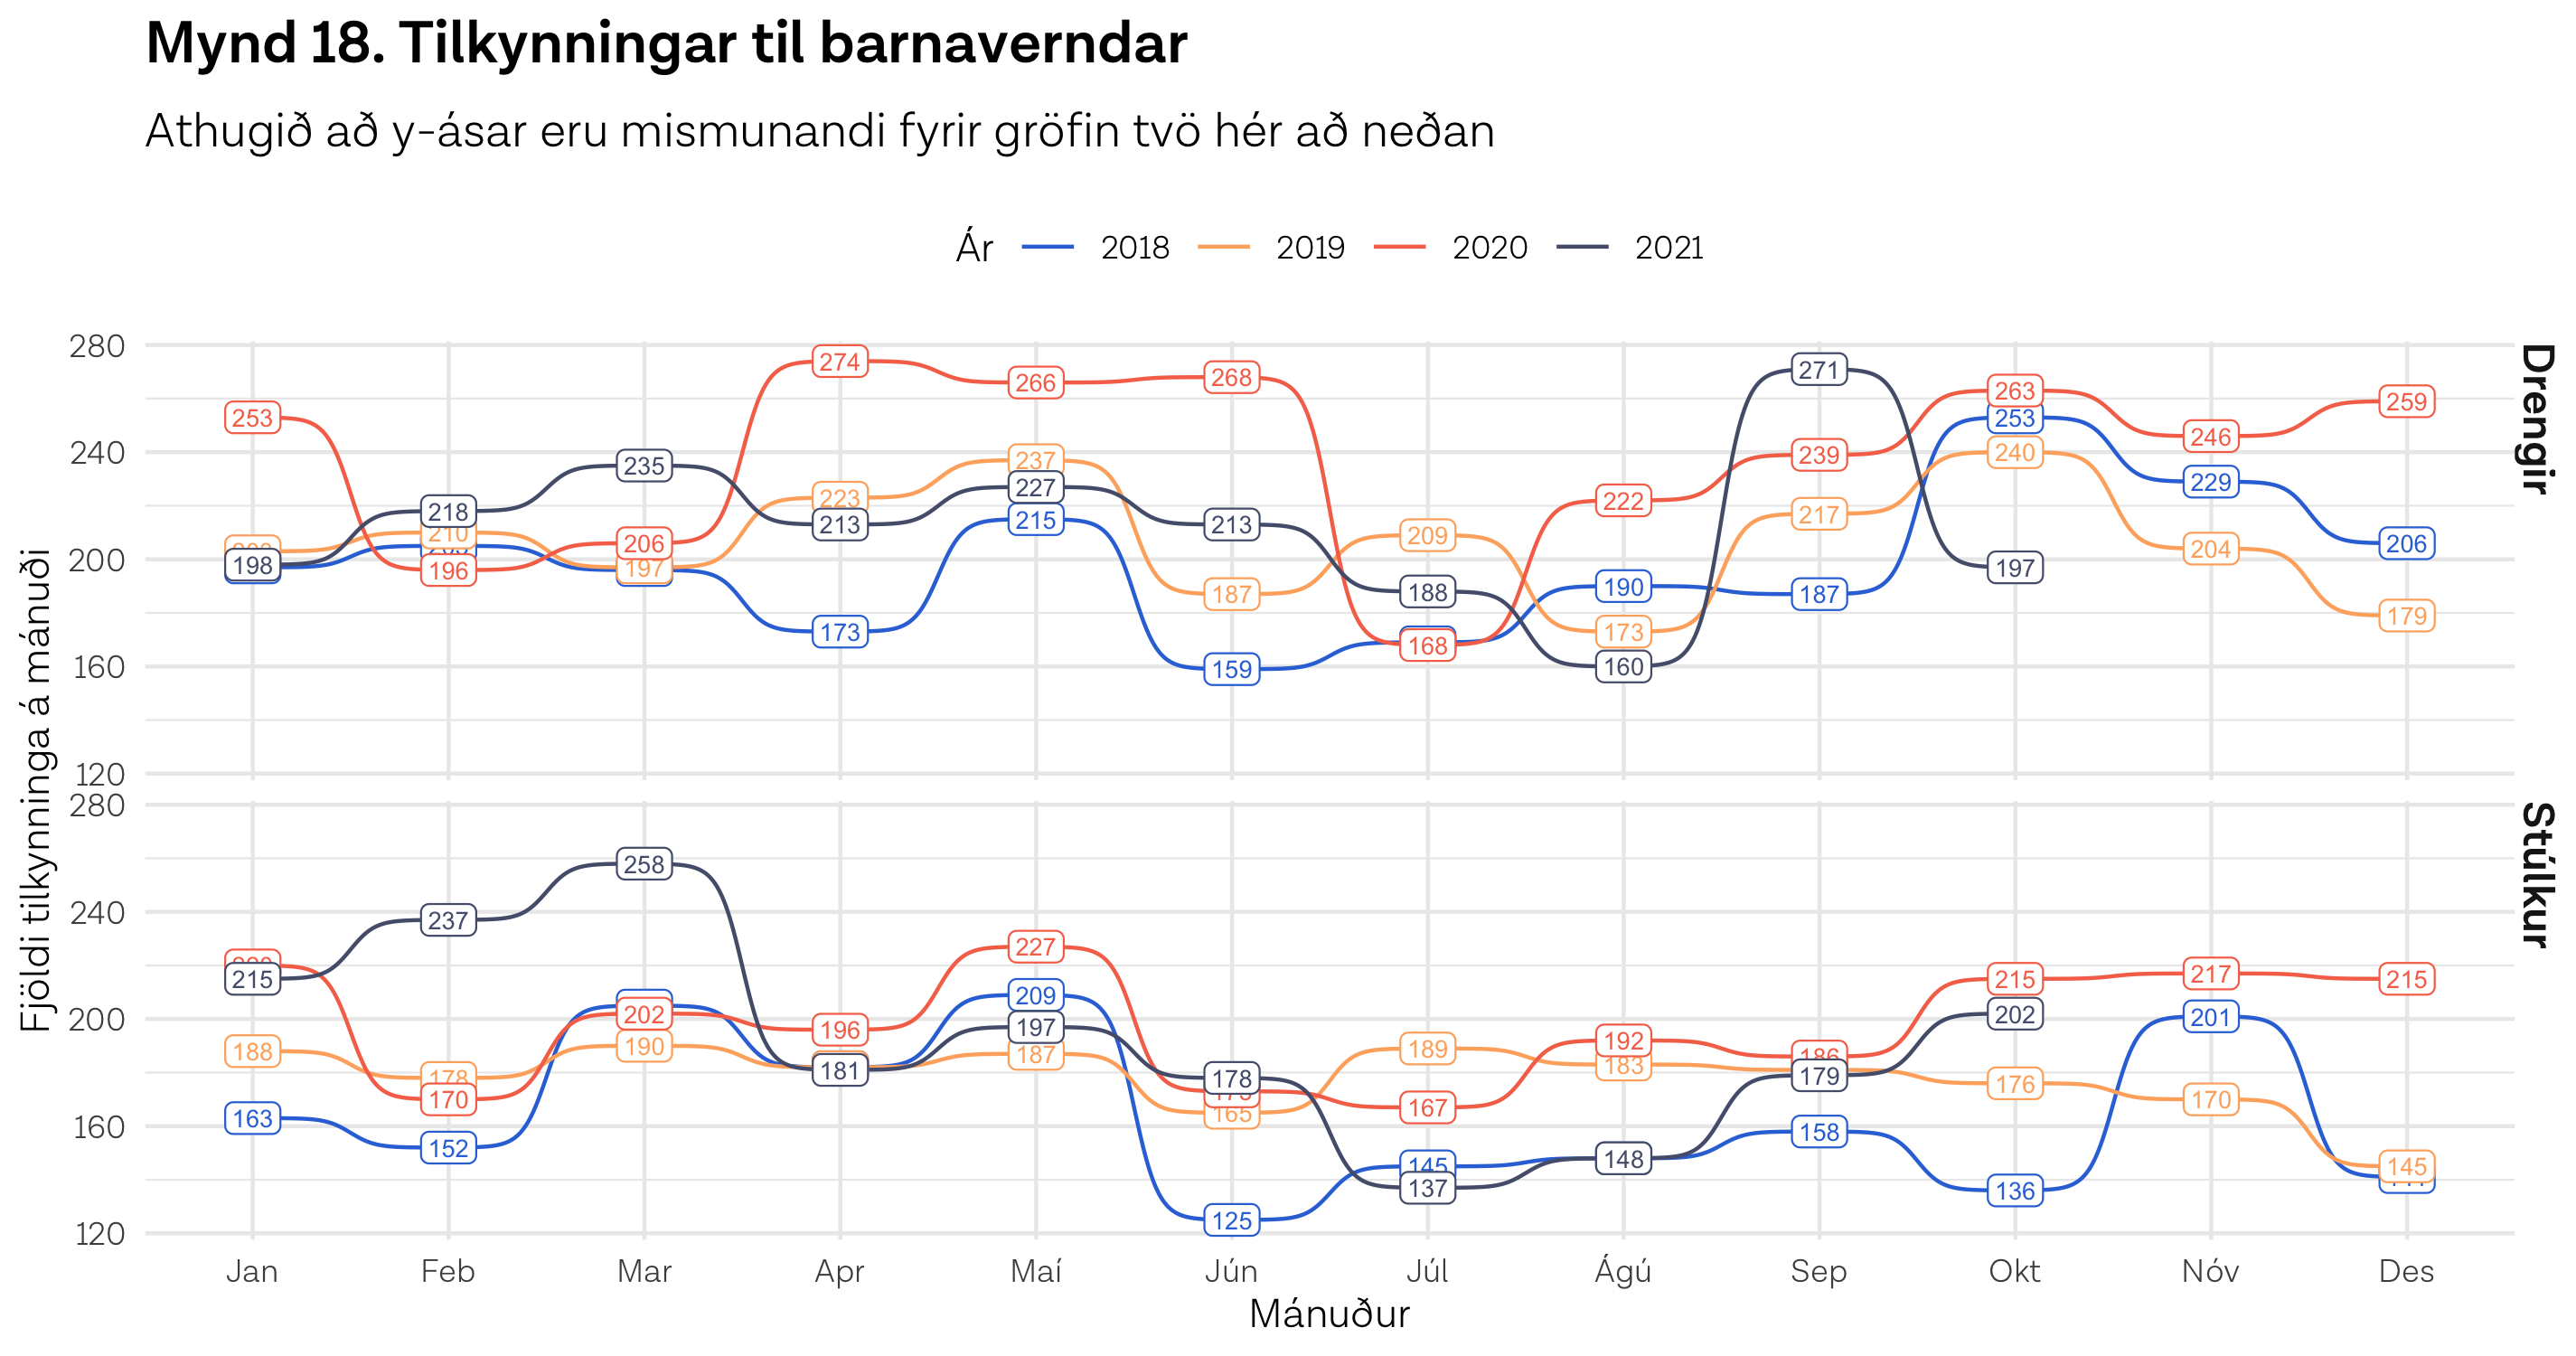 Mynd 18. Tilkynningar til barnaverndar
Athugið að y-ásar eru mismunandi fyrir gröfin tvö hér að neðan
Ár 2018 2019 2020 2021
Fjöldi tilkynninga á mánuði
Drengir
280
240
200
160
120
253 198
218 210 196
235 206 197
274 223 213 173
266 237 227 215
268 213 187 159
209 188 168
222 190 173 160
271 239 217 187
263 253 240 197
246 229 204
259 206 179
Stúlkur
280
240
200
160
120
215 188 163
237 178 170 152
258 202 190
196 181
227 209 197 187
178 165 125
189 167 145 137
192 183 148
186 179 158
215 202 176 136
217 201 170
215 145
Jan Feb Mar Apr Maí Jún Júl Ágú Sep Okt Nóv Des
Mánuður